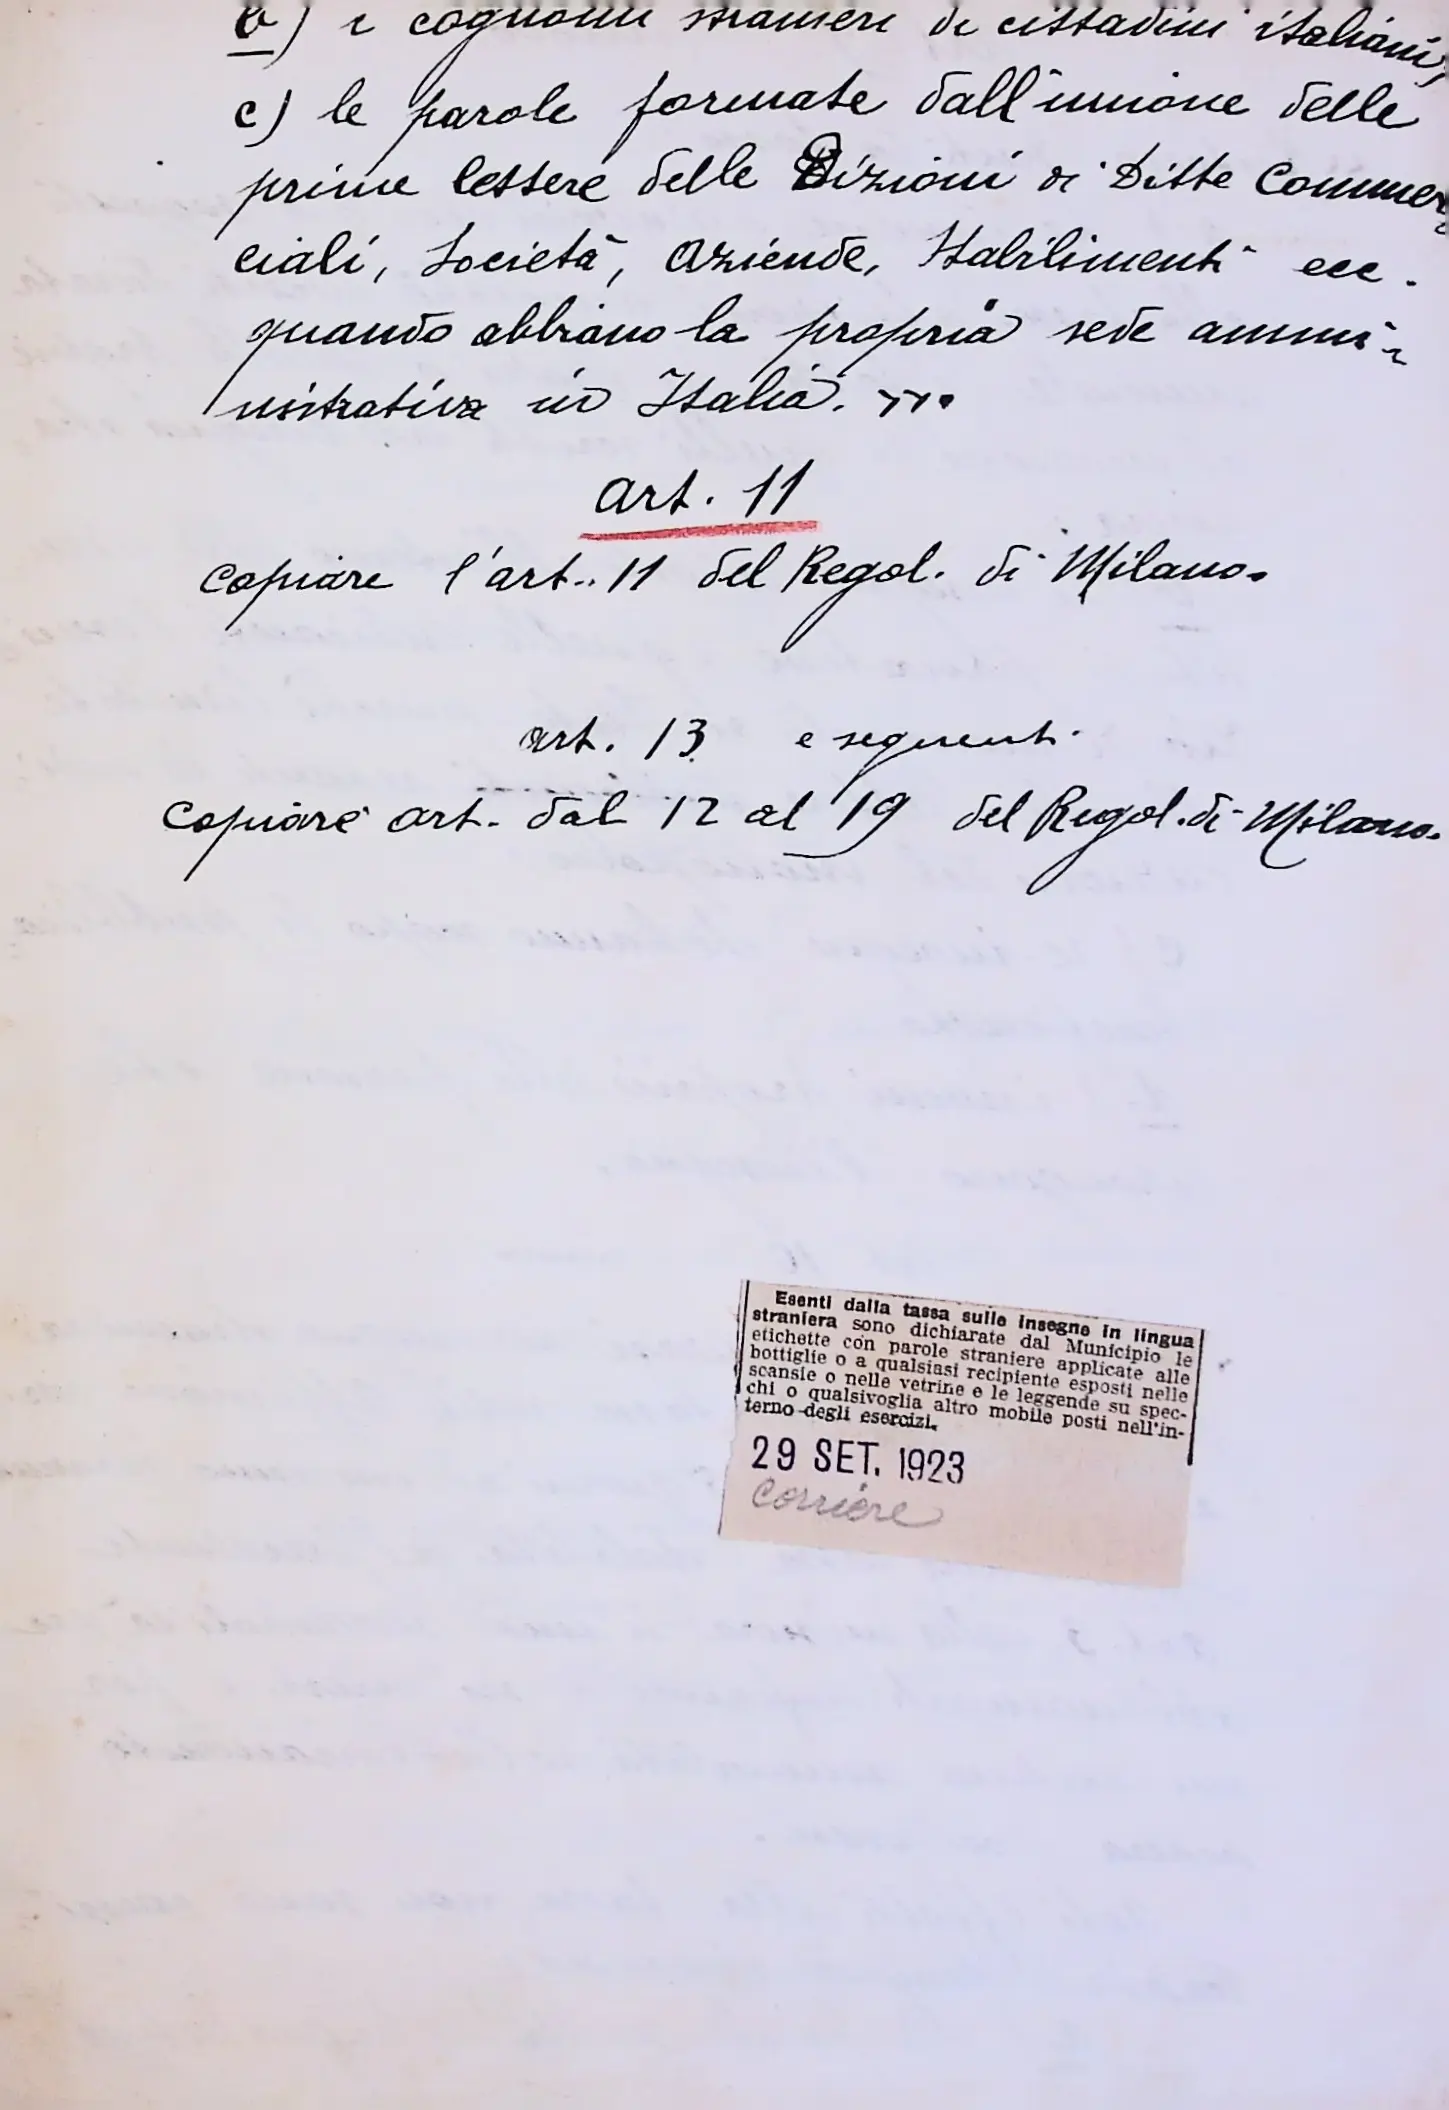 b) i cognomi stranieri di cittadini italiani;
c) le parole formate dall'unione delle
prime lettere delle Dizioni di Ditte Commer-
ciali, Società, Aziende, Stabilimenti ecc.
quando abbiano la propria sede ammi-
nistrativa in Italia. »
art. 11
copiare l'art. 11 del Regol. di Milano.
art. 13 e seguenti
copiare art. dal 12 al 19 del Regol. di Milano.
Esenti dalla tassa sulle insegne in lingua
straniera sono dichiarate dal Municipio le
etichette con parole straniere applicate alle
bottiglie o a qualsiasi recipiente esposti nelle
scansie o nelle vetrine e le leggende su spec-
chi o qualsivoglia altro mobile posti nell'in-
terno degli esercizi.
29 SET. 1923
Corriere